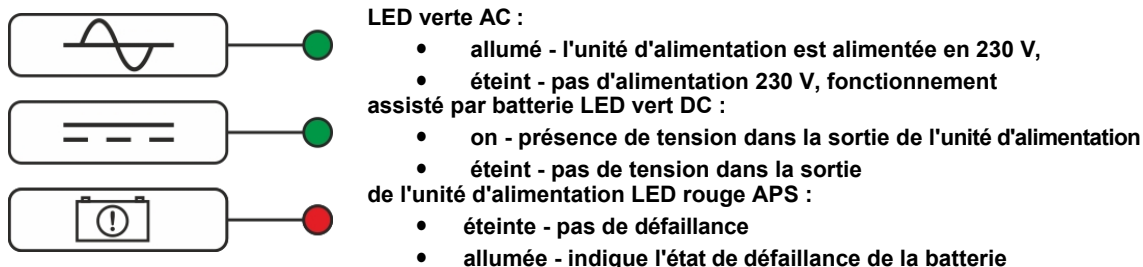 LED verte AC :
• allumé - l'unité d'alimentation est alimentée en 230 V,
• éteint - pas d'alimentation 230 V, fonctionnement
assisté par batterie LED vert DC :
• on - présence de tension dans la sortie de l'unité d'alimentation
• éteint - pas de tension dans la sortie
de l'unité d'alimentation LED rouge APS :
• éteinte - pas de défaillance
• allumée - indique l'état de défaillance de la batterie